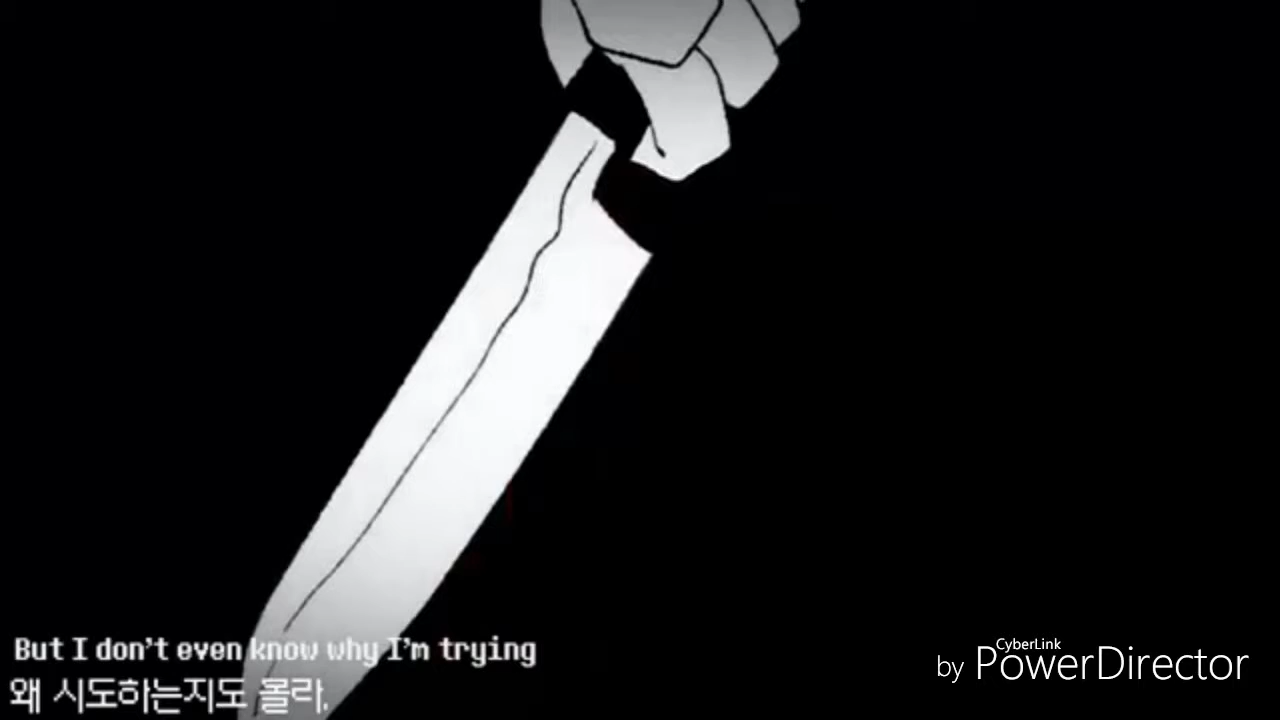 But I don't even know why I'm trying
왜 시도하는지도 몰라.
CyberLink
by PowerDirector